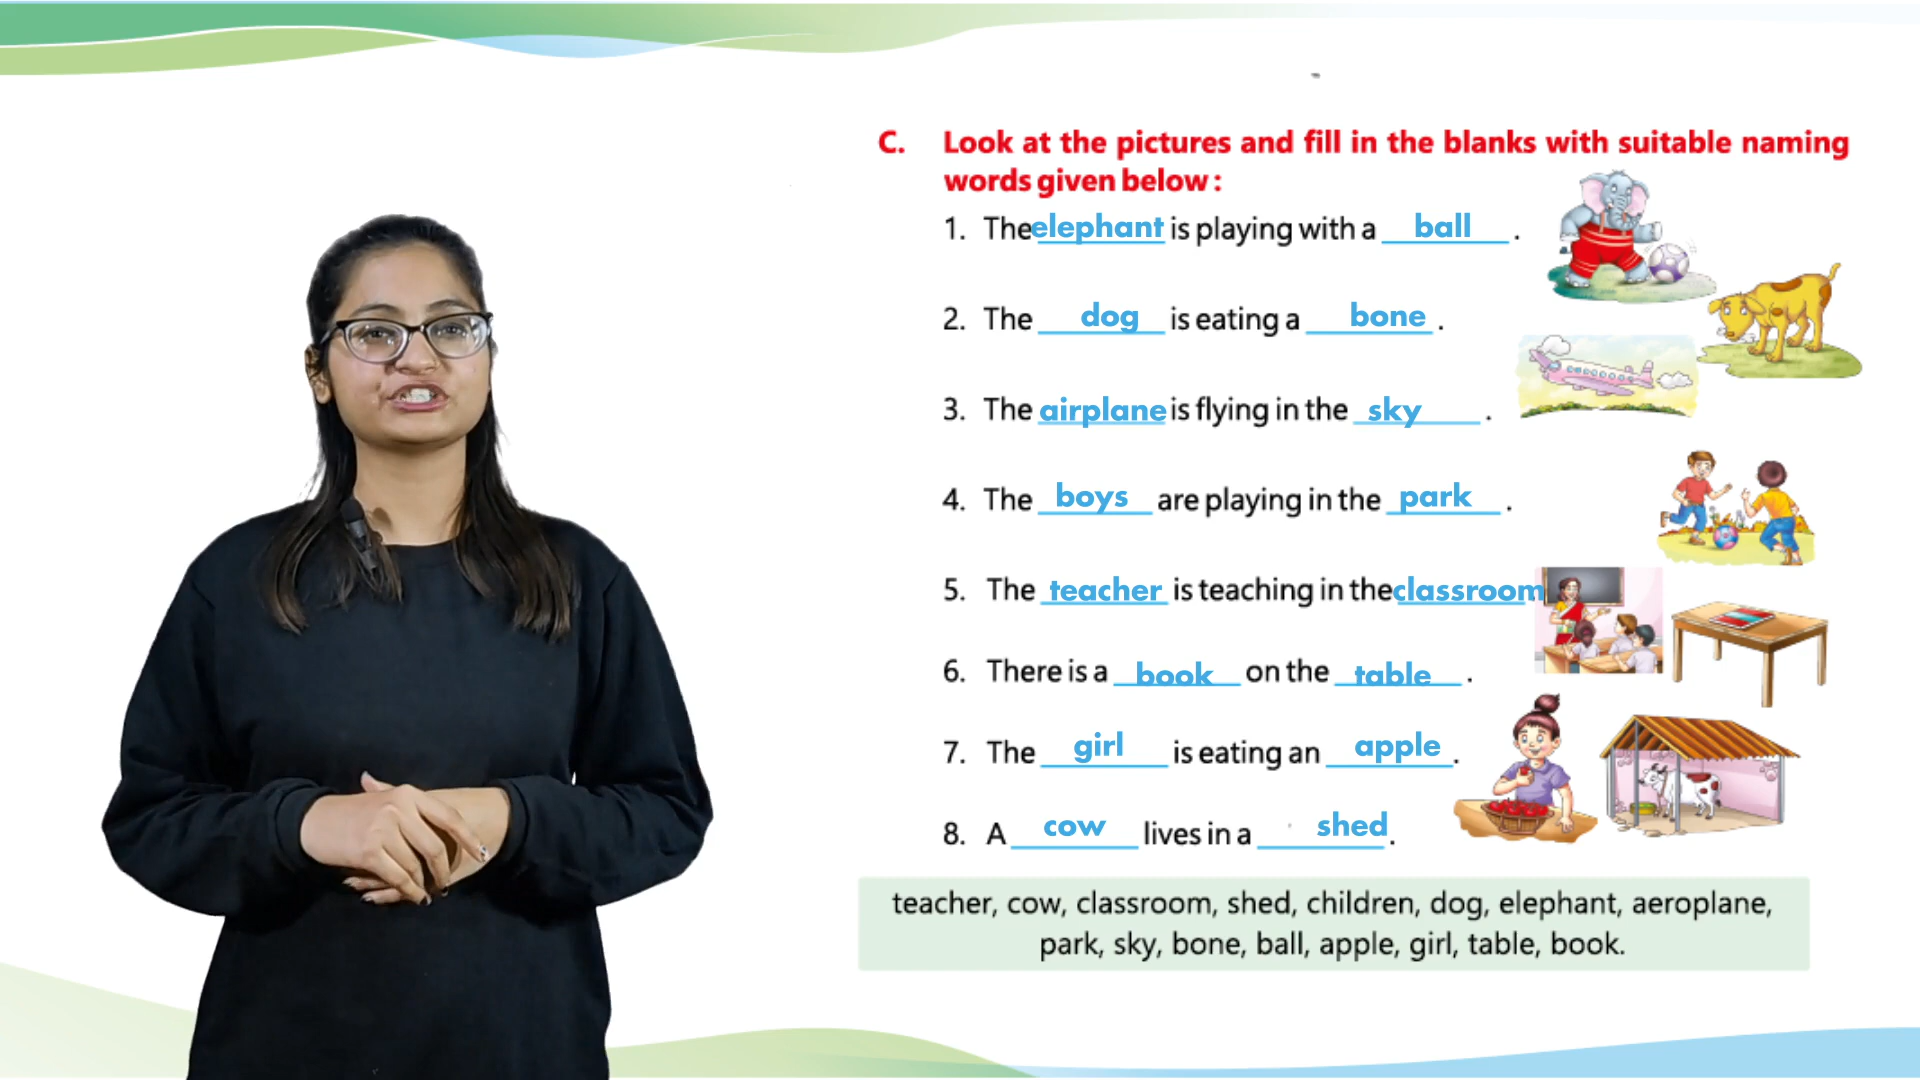 C. Look at the pictures and fill in the blanks with suitable naming
words given below :
1. The elephant is playing with a ball .
2. The dog is eating a bone .
3. The airplane is flying in the sky .
4. The boys are playing in the park .
5. The teacher is teaching in the classroom
6. There is a book on the table .
7. The girl is eating an apple .
8. A cow lives in a shed .
teacher, cow, classroom, shed, children, dog, elephant, aeroplane,
park, sky, bone, ball, apple, girl, table, book.